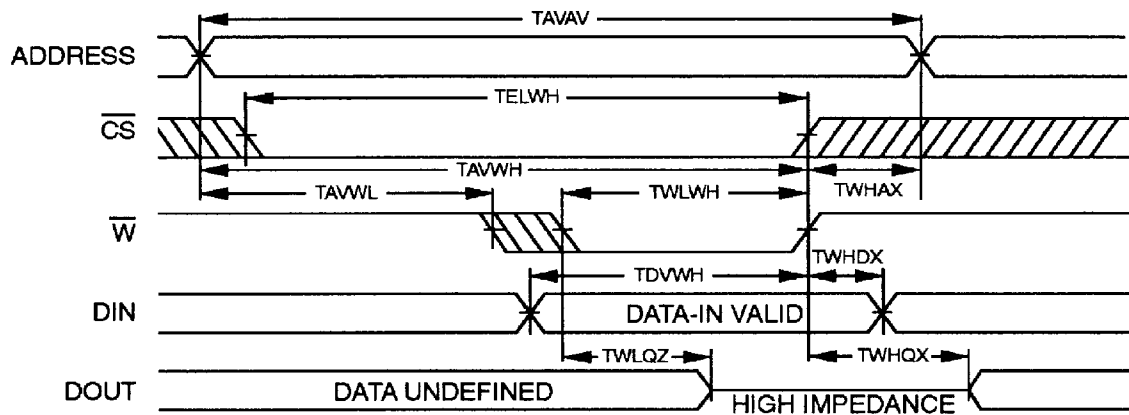 TAVAV
ADDRESS
TELWH
CS
TAVWH
TAVWL
TWLWH
TWHAX
W
TWHDX
TDVWH
DIN
DATA-IN VALID
TWLQZ
TWHQX
DOUT
DATA UNDEFINED
HIGH IMPEDANCE